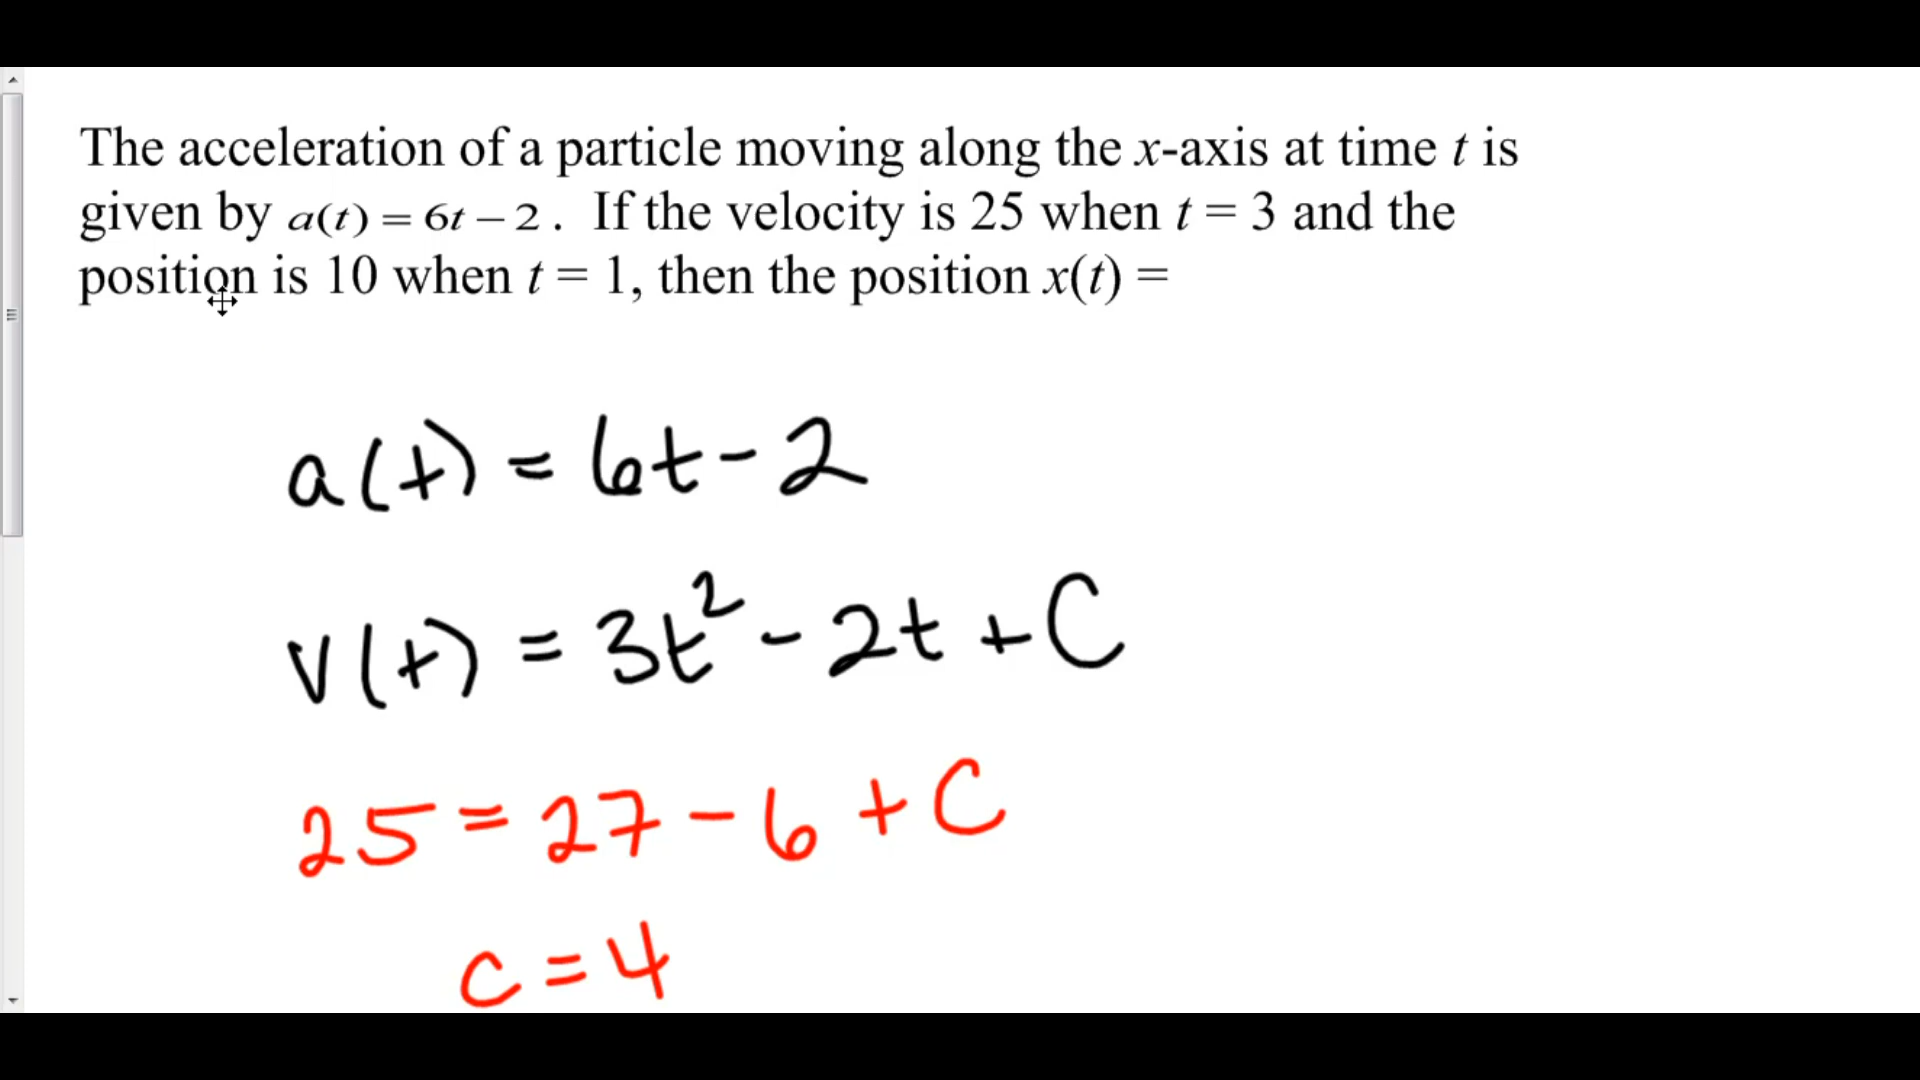 The acceleration of a particle moving along the x-axis at time t is
given by a(t) = 6t − 2. If the velocity is 25 when t = 3 and the
position is 10 when t = 1, then the position x(t) =
a(t) = 6t - 2
v(t) = 3t² - 2t + C
25 = 27 - 6 + C
c = 4